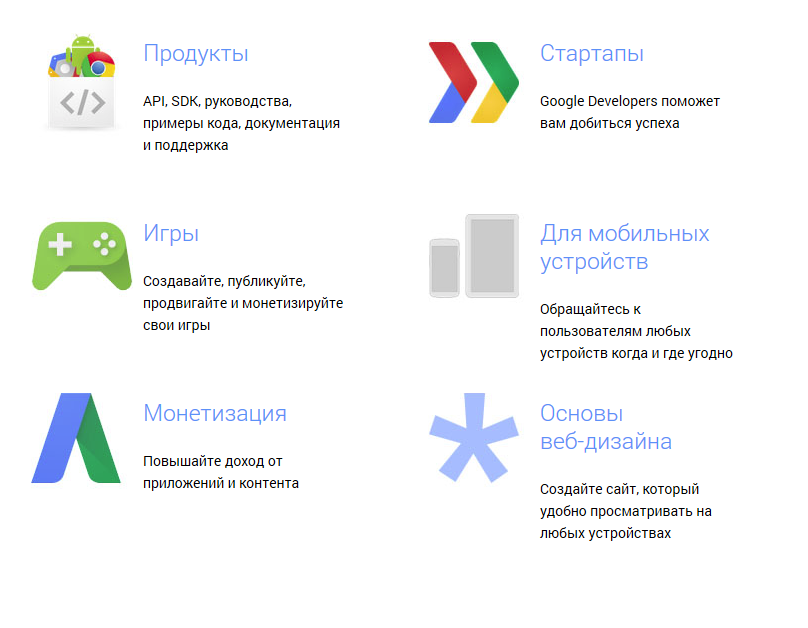 Продукты
API, SDK, руководства,
примеры кода, документация
и поддержка
Стартапы
Google Developers поможет
вам добиться успеха
Игры
Создавайте, публикуйте,
продвигайте и монетизируйте
свои игры
Для мобильных
устройств
Обращайтесь к
пользователям любых
устройств когда и где угодно
Монетизация
Повышайте доход от
приложений и контента
Основы
веб-дизайна
Создайте сайт, который
удобно просматривать на
любых устройствах